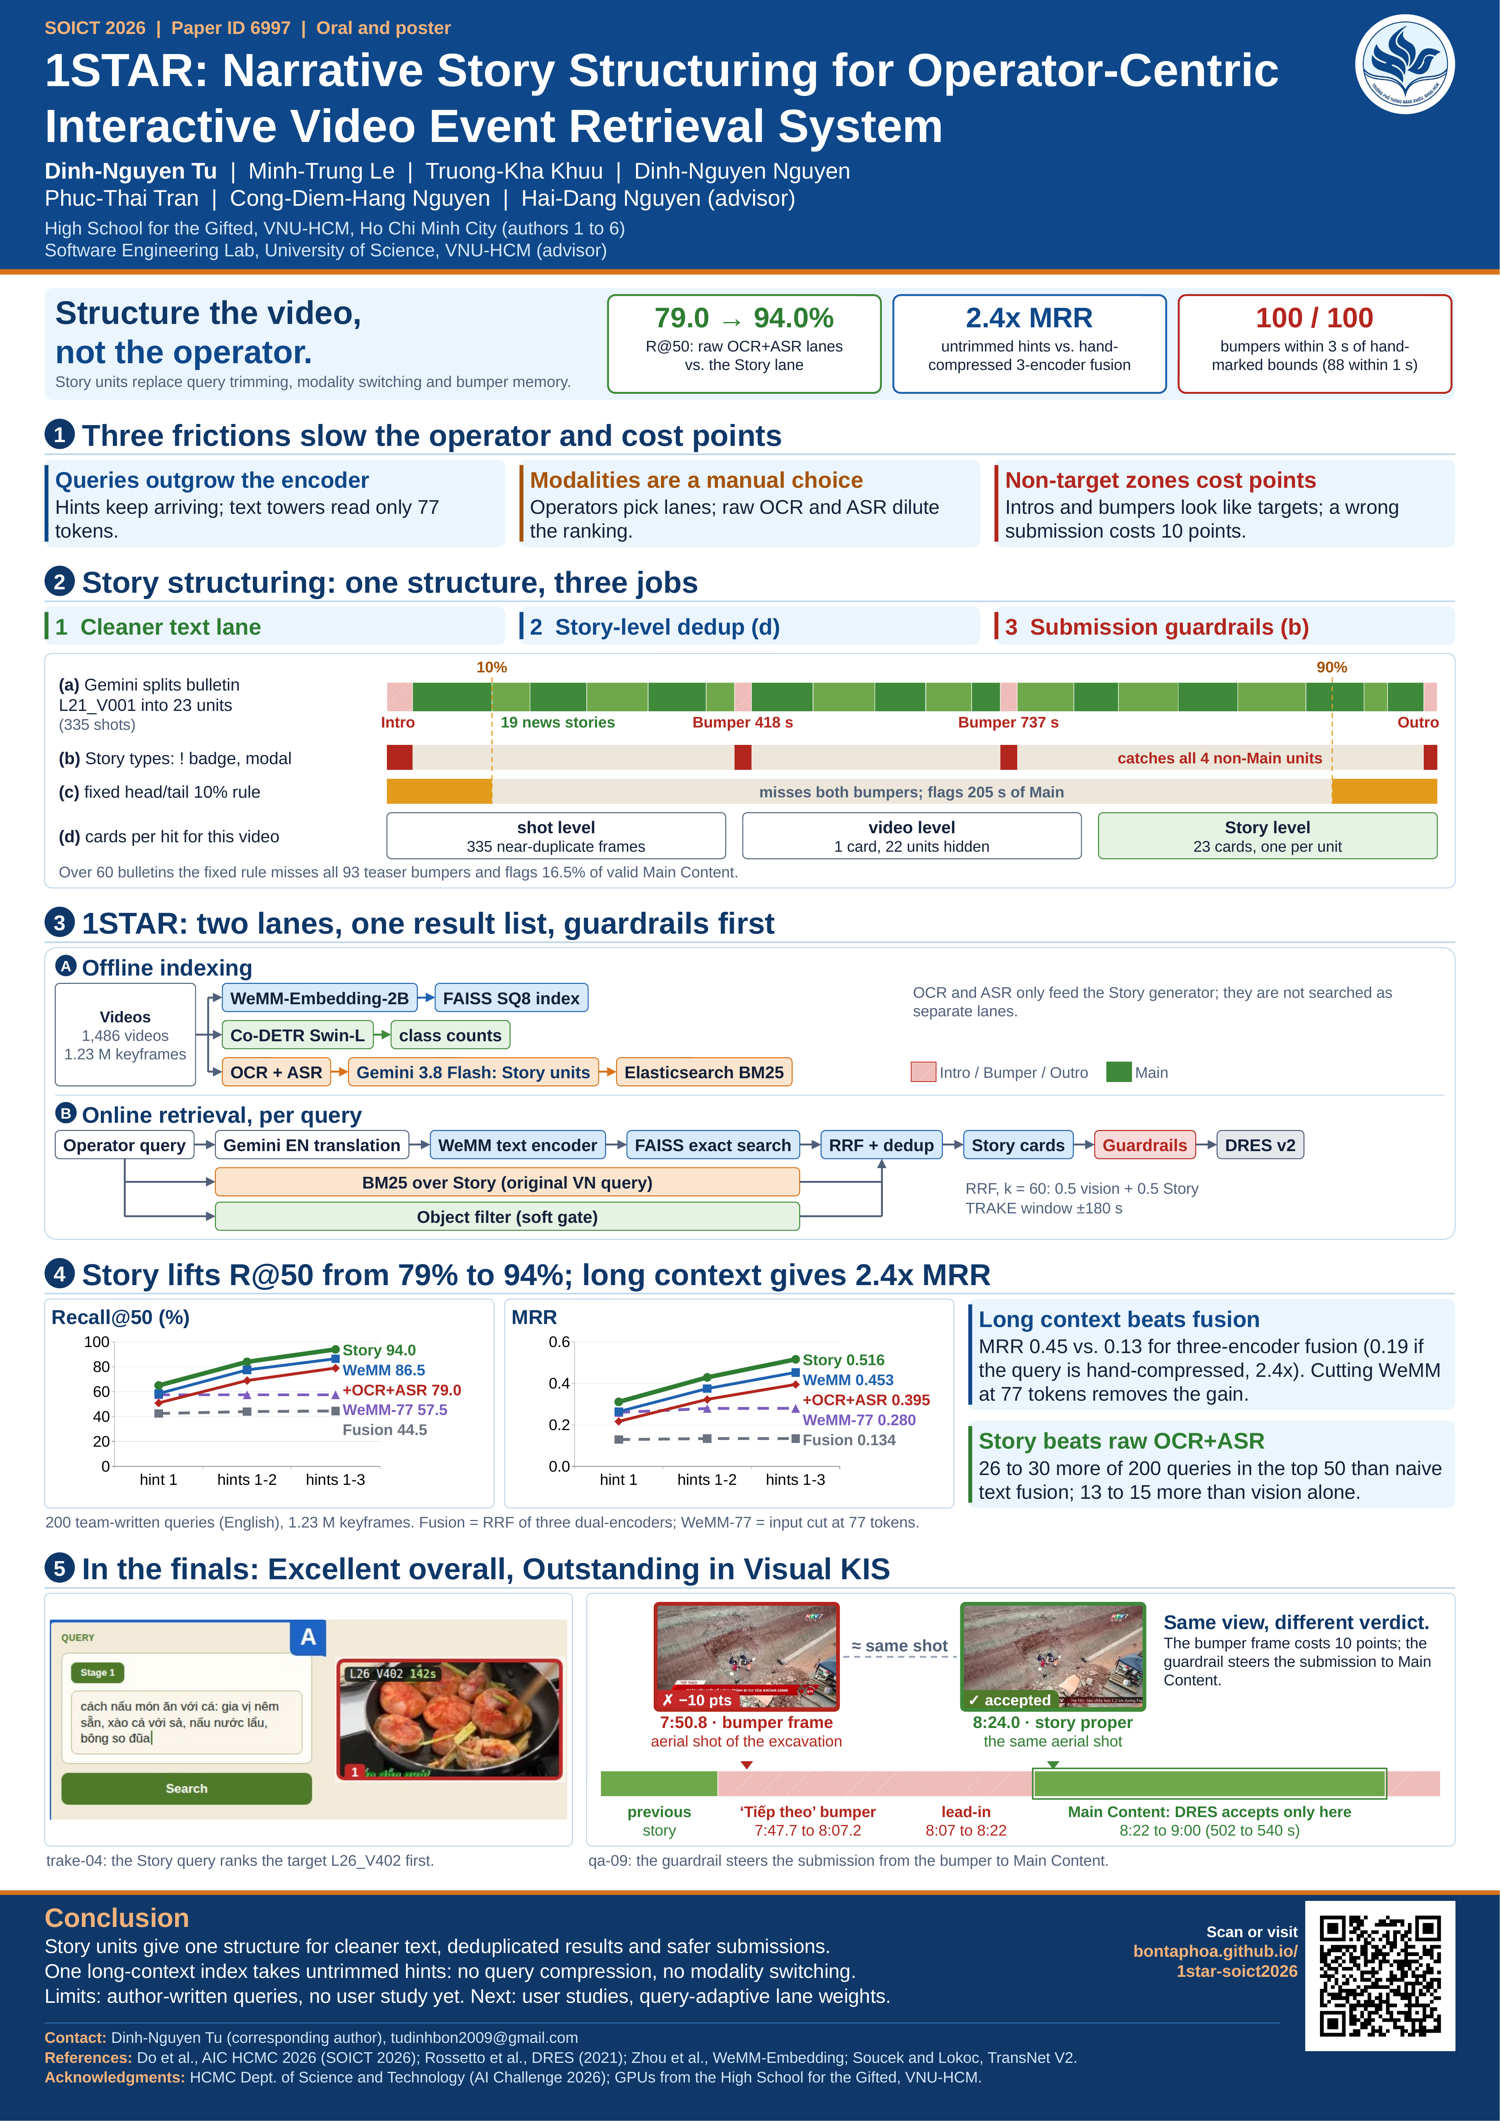 SOICT 2026 | Paper ID 6997 | Oral and poster
1STAR: Narrative Story Structuring for Operator-Centric
Interactive Video Event Retrieval System
Dinh-Nguyen Tu | Minh-Trung Le | Truong-Kha Khuu | Dinh-Nguyen Nguyen
Phuc-Thai Tran | Cong-Diem-Hang Nguyen | Hai-Dang Nguyen (advisor)
High School for the Gifted, VNU-HCM, Ho Chi Minh City (authors 1 to 6)
Software Engineering Lab, University of Science, VNU-HCM (advisor)
Structure the video,
not the operator.
Story units replace query trimming, modality switching and bumper memory.
79.0 → 94.0%
R@50: raw OCR+ASR lanes
vs. the Story lane
2.4x MRR
untrimmed hints vs. hand-
compressed 3-encoder fusion
100 / 100
bumpers within 3 s of hand-
marked bounds (88 within 1 s)
1 Three frictions slow the operator and cost points
Queries outgrow the encoder
Hints keep arriving; text towers read only 77
tokens.
Modalities are a manual choice
Operators pick lanes; raw OCR and ASR dilute
the ranking.
Non-target zones cost points
Intros and bumpers look like targets; a wrong
submission costs 10 points.
2 Story structuring: one structure, three jobs
1 Cleaner text lane
2 Story-level dedup (d)
3 Submission guardrails (b)
10%
90%
(a) Gemini splits bulletin
L21_V001 into 23 units
(335 shots)
Intro
19 news stories
Bumper 418 s
Bumper 737 s
Outro
(b) Story types: ! badge, modal
catches all 4 non-Main units
(c) fixed head/tail 10% rule
misses both bumpers; flags 205 s of Main
(d) cards per hit for this video
shot level
335 near-duplicate frames
video level
1 card, 22 units hidden
Story level
23 cards, one per unit
Over 60 bulletins the fixed rule misses all 93 teaser bumpers and flags 16.5% of valid Main Content.
3 1STAR: two lanes, one result list, guardrails first
A Offline indexing
Videos
1,486 videos
1.23 M keyframes
WeMM-Embedding-2B
FAISS SQ8 index
Co-DETR Swin-L
class counts
OCR + ASR
Gemini 3.8 Flash: Story units
Elasticsearch BM25
OCR and ASR only feed the Story generator; they are not searched as
separate lanes.
Intro / Bumper / Outro
Main
B Online retrieval, per query
Operator query
Gemini EN translation
WeMM text encoder
FAISS exact search
RRF + dedup
Story cards
Guardrails
DRES v2
BM25 over Story (original VN query)
Object filter (soft gate)
RRF, k = 60: 0.5 vision + 0.5 Story
TRAKE window ±180 s
4 Story lifts R@50 from 79% to 94%; long context gives 2.4x MRR
Recall@50 (%)
100
80
60
40
20
0
hint 1
hints 1-2
hints 1-3
Story 94.0
WeMM 86.5
+OCR+ASR 79.0
WeMM-77 57.5
Fusion 44.5
MRR
0.6
0.4
0.2
0.0
hint 1
hints 1-2
hints 1-3
Story 0.516
WeMM 0.453
+OCR+ASR 0.395
WeMM-77 0.280
Fusion 0.134
Long context beats fusion
MRR 0.45 vs. 0.13 for three-encoder fusion (0.19 if
the query is hand-compressed, 2.4x). Cutting WeMM
at 77 tokens removes the gain.
Story beats raw OCR+ASR
26 to 30 more of 200 queries in the top 50 than naive
text fusion; 13 to 15 more than vision alone.
200 team-written queries (English), 1.23 M keyframes. Fusion = RRF of three dual-encoders; WeMM-77 = input cut at 77 tokens.
5 In the finals: Excellent overall, Outstanding in Visual KIS
QUERY
A
Stage 1
cách nấu món ăn với cá: gia vị nêm
sẵn, xào cá với sả, nấu nước lẩu,
bông so đũa
Search
L26 V402 142s
1
trake-04: the Story query ranks the target L26_V402 first.
✗ −10 pts
≈ same shot
✓ accepted
7:50.8 · bumper frame
aerial shot of the excavation
8:24.0 · story proper
the same aerial shot
Same view, different verdict.
The bumper frame costs 10 points; the
guardrail steers the submission to Main
Content.
previous
story
‘Tiếp theo’ bumper
7:47.7 to 8:07.2
lead-in
8:07 to 8:22
Main Content: DRES accepts only here
8:22 to 9:00 (502 to 540 s)
qa-09: the guardrail steers the submission from the bumper to Main Content.
Conclusion
Story units give one structure for cleaner text, deduplicated results and safer submissions.
One long-context index takes untrimmed hints: no query compression, no modality switching.
Limits: author-written queries, no user study yet. Next: user studies, query-adaptive lane weights.
Scan or visit
bontaphoa.github.io/
1star-soict2026
Contact: Dinh-Nguyen Tu (corresponding author), tudinhbon2009@gmail.com
References: Do et al., AIC HCMC 2026 (SOICT 2026); Rossetto et al., DRES (2021); Zhou et al., WeMM-Embedding; Soucek and Lokoc, TransNet V2.
Acknowledgments: HCMC Dept. of Science and Technology (AI Challenge 2026); GPUs from the High School for the Gifted, VNU-HCM.